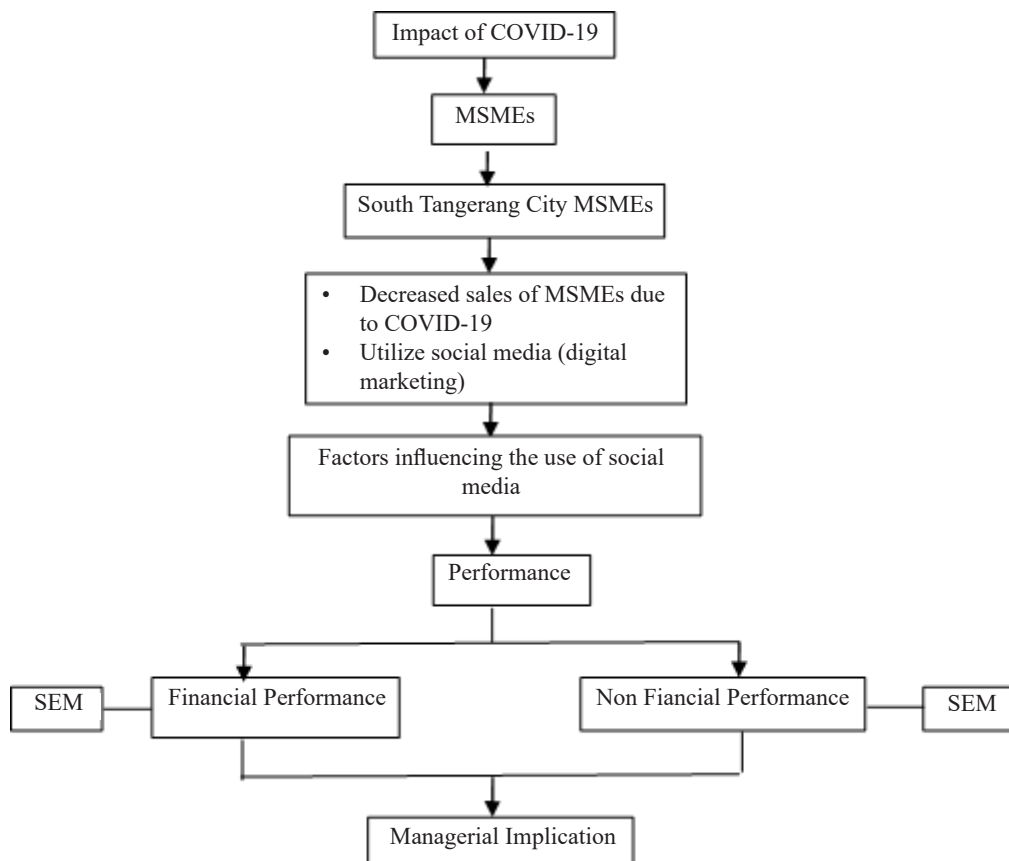 Impact of COVID-19
MSMEs
South Tangerang City MSMEs
• Decreased sales of MSMEs due
to COVID-19
• Utilize social media (digital
marketing)
Factors influencing the use of social
media
Performance
SEM
Financial Performance
Non Fiancial Performance
SEM
Managerial Implication